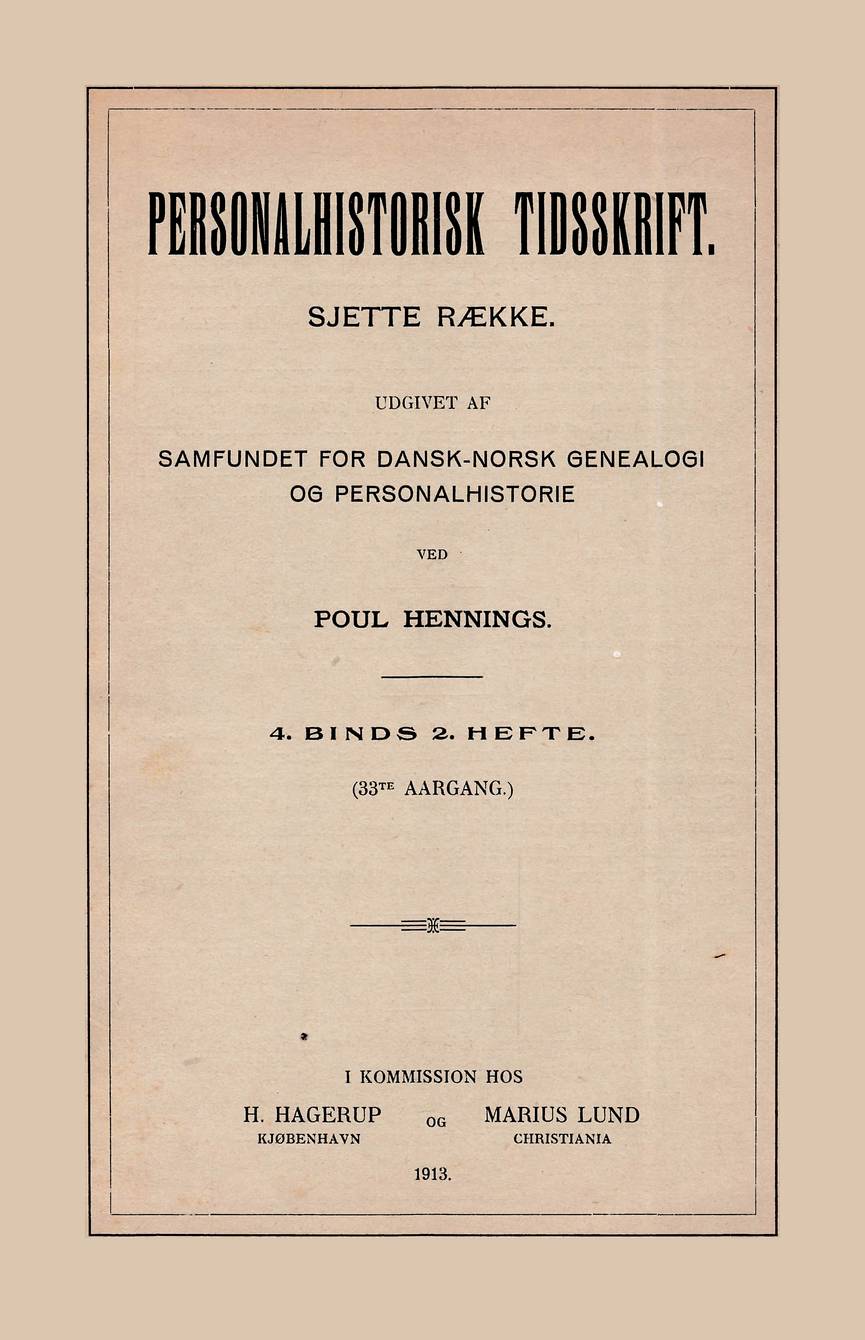 PERSONALHISTORISK TIDSSKRIFT.
SJETTE RÆKKE.
UDGIVET AF
SAMFUNDET FOR DANSK-NORSK GENEALOGI
OG PERSONALHISTORIE
VED
POUL HENNINGS.
4. BINDS 2. HEFTE.
(33TE AARGANG.)
I KOMMISSION HOS
H. HAGERUP OG MARIUS LUND
KJØBENHAVN CHRISTIANIA
1913.